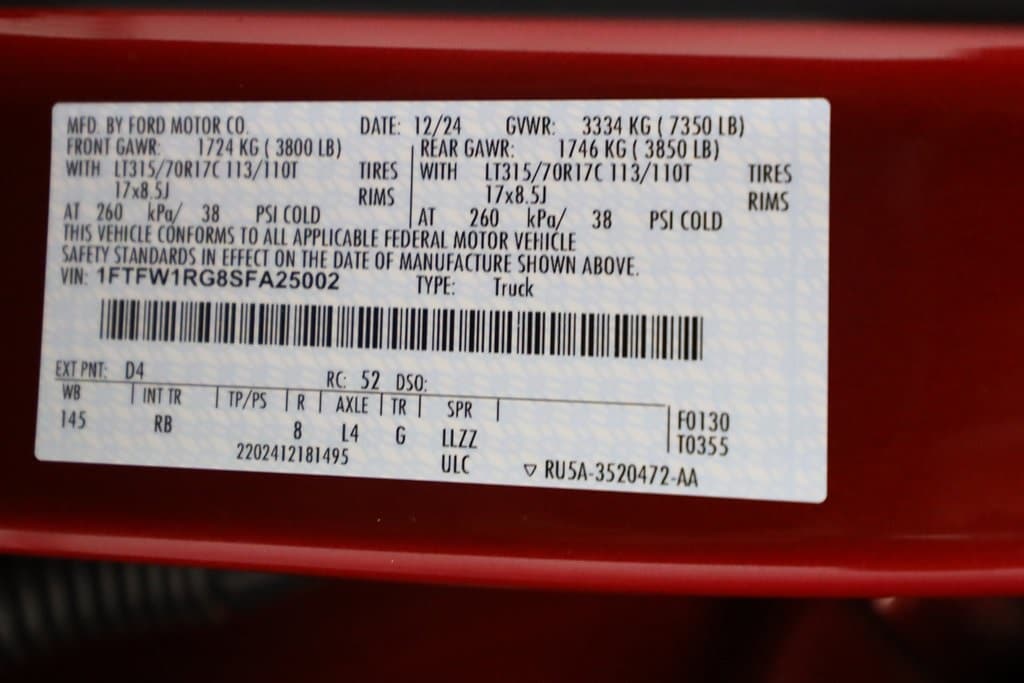 MFD. BY FORD MOTOR CO. DATE: 12/24 GVWR: 3334 KG ( 7350 LB)
FRONT GAWR: 1724 KG ( 3800 LB) REAR GAWR: 1746 KG ( 3850 LB)
WITH LT315/70R17C 113/110T TIRES WITH LT315/70R17C 113/110T TIRES
17x8.5J RIMS 17x8.5J RIMS
AT 260 kPa/ 38 PSI COLD AT 260 kPa/ 38 PSI COLD
THIS VEHICLE CONFORMS TO ALL APPLICABLE FEDERAL MOTOR VEHICLE
SAFETY STANDARDS IN EFFECT ON THE DATE OF MANUFACTURE SHOWN ABOVE.
VIN: 1FTFW1RG8SFA25002 TYPE: Truck
EXT PNT: D4 RC: 52 DSO:
WB INT TR TP/PS R AXLE TR SPR
145 RB 8 L4 G LLZZ F0130
2202412181495 ULC T0355
▽ RU5A-3520472-AA